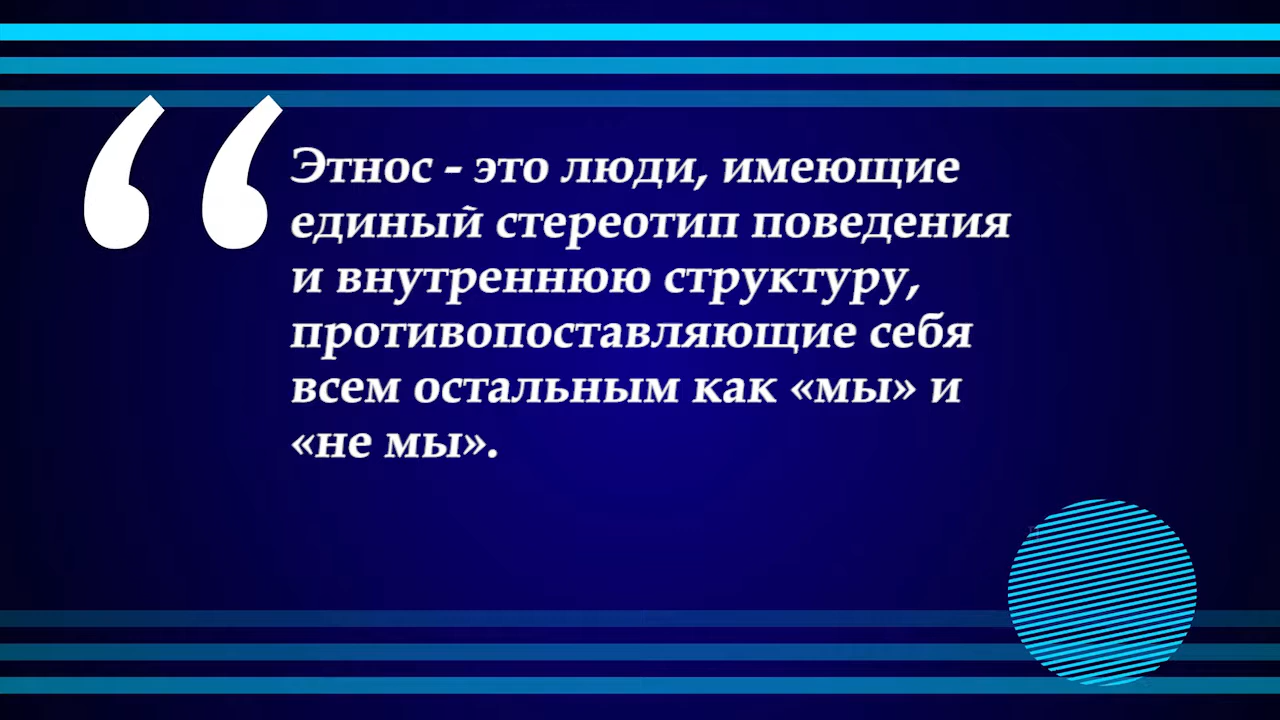 Этнос - это люди, имеющие
единый стереотип поведения
и внутреннюю структуру,
противопоставляющие себя
всем остальным как «мы» и
«не мы».